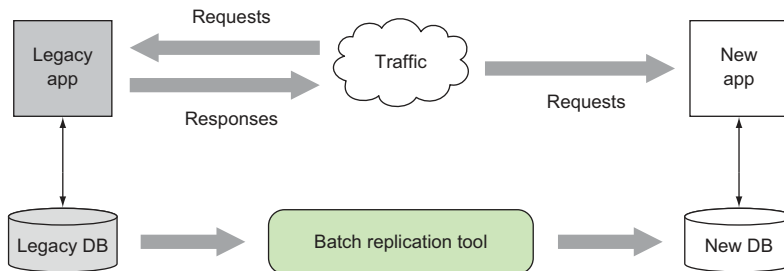 Requests
Legacy
app
Traffic
New
app
Responses
Requests
Legacy DB
Batch replication tool
New DB